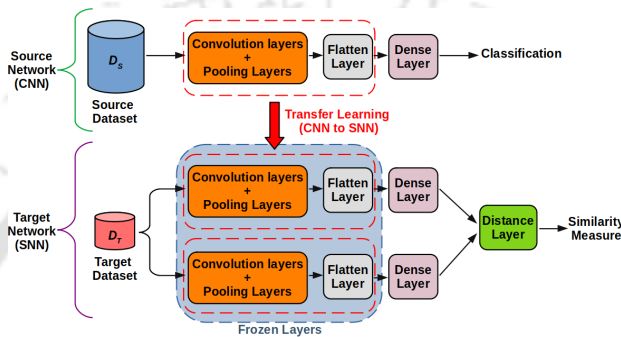 Source
Network
(CNN)
D_S
Source
Dataset
Convolution layers
+
Pooling Layers
Flatten
Layer
Dense
Layer
Classification
Transfer Learning
(CNN to SNN)
Target
Network
(SNN)
D_T
Target
Dataset
Convolution layers
+
Pooling Layers
Flatten
Layer
Dense
Layer
Convolution layers
+
Pooling Layers
Flatten
Layer
Dense
Layer
Distance
Layer
Similarity
Measure
Frozen Layers